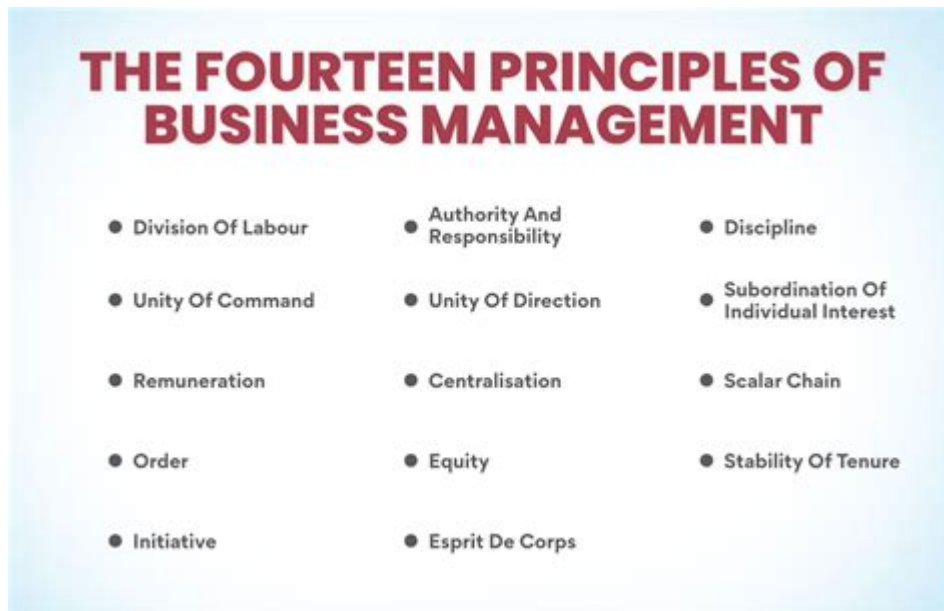 THE FOURTEEN PRINCIPLES OF
BUSINESS MANAGEMENT
Division Of Labour
Authority And
Responsibility
Discipline
Unity Of Command
Unity Of Direction
Subordination Of
Individual Interest
Remuneration
Centralisation
Scalar Chain
Order
Equity
Stability Of Tenure
Initiative
Esprit De Corps